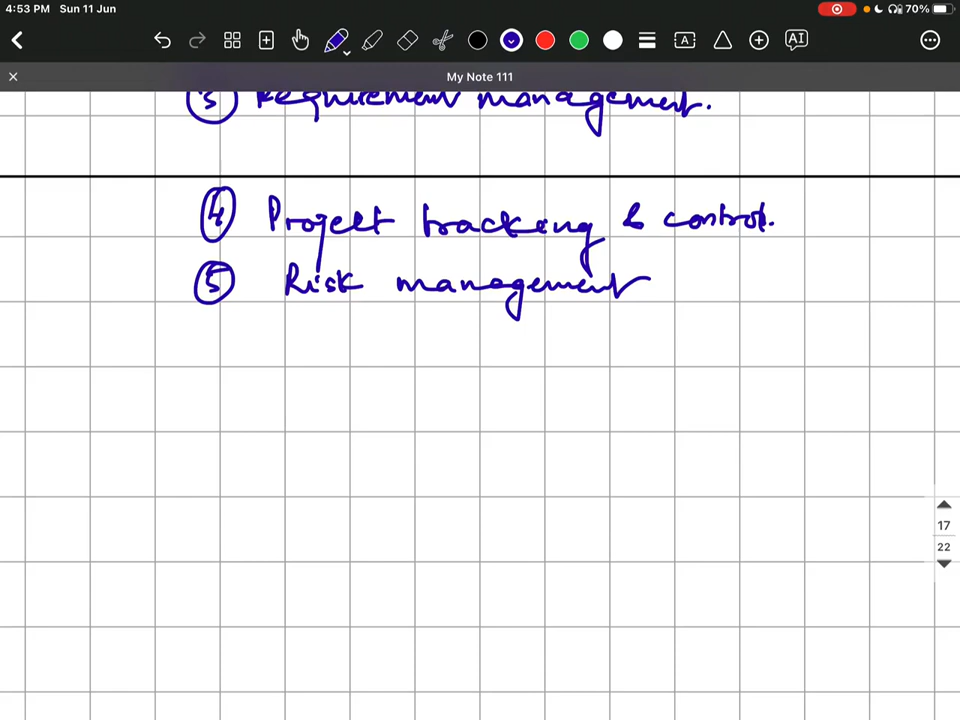 4:53 PM Sun 11 Jun
70%
A
AI
My Note 111
③ Requirement management.
④ Project tracking & control.
⑤ Risk management
17
22